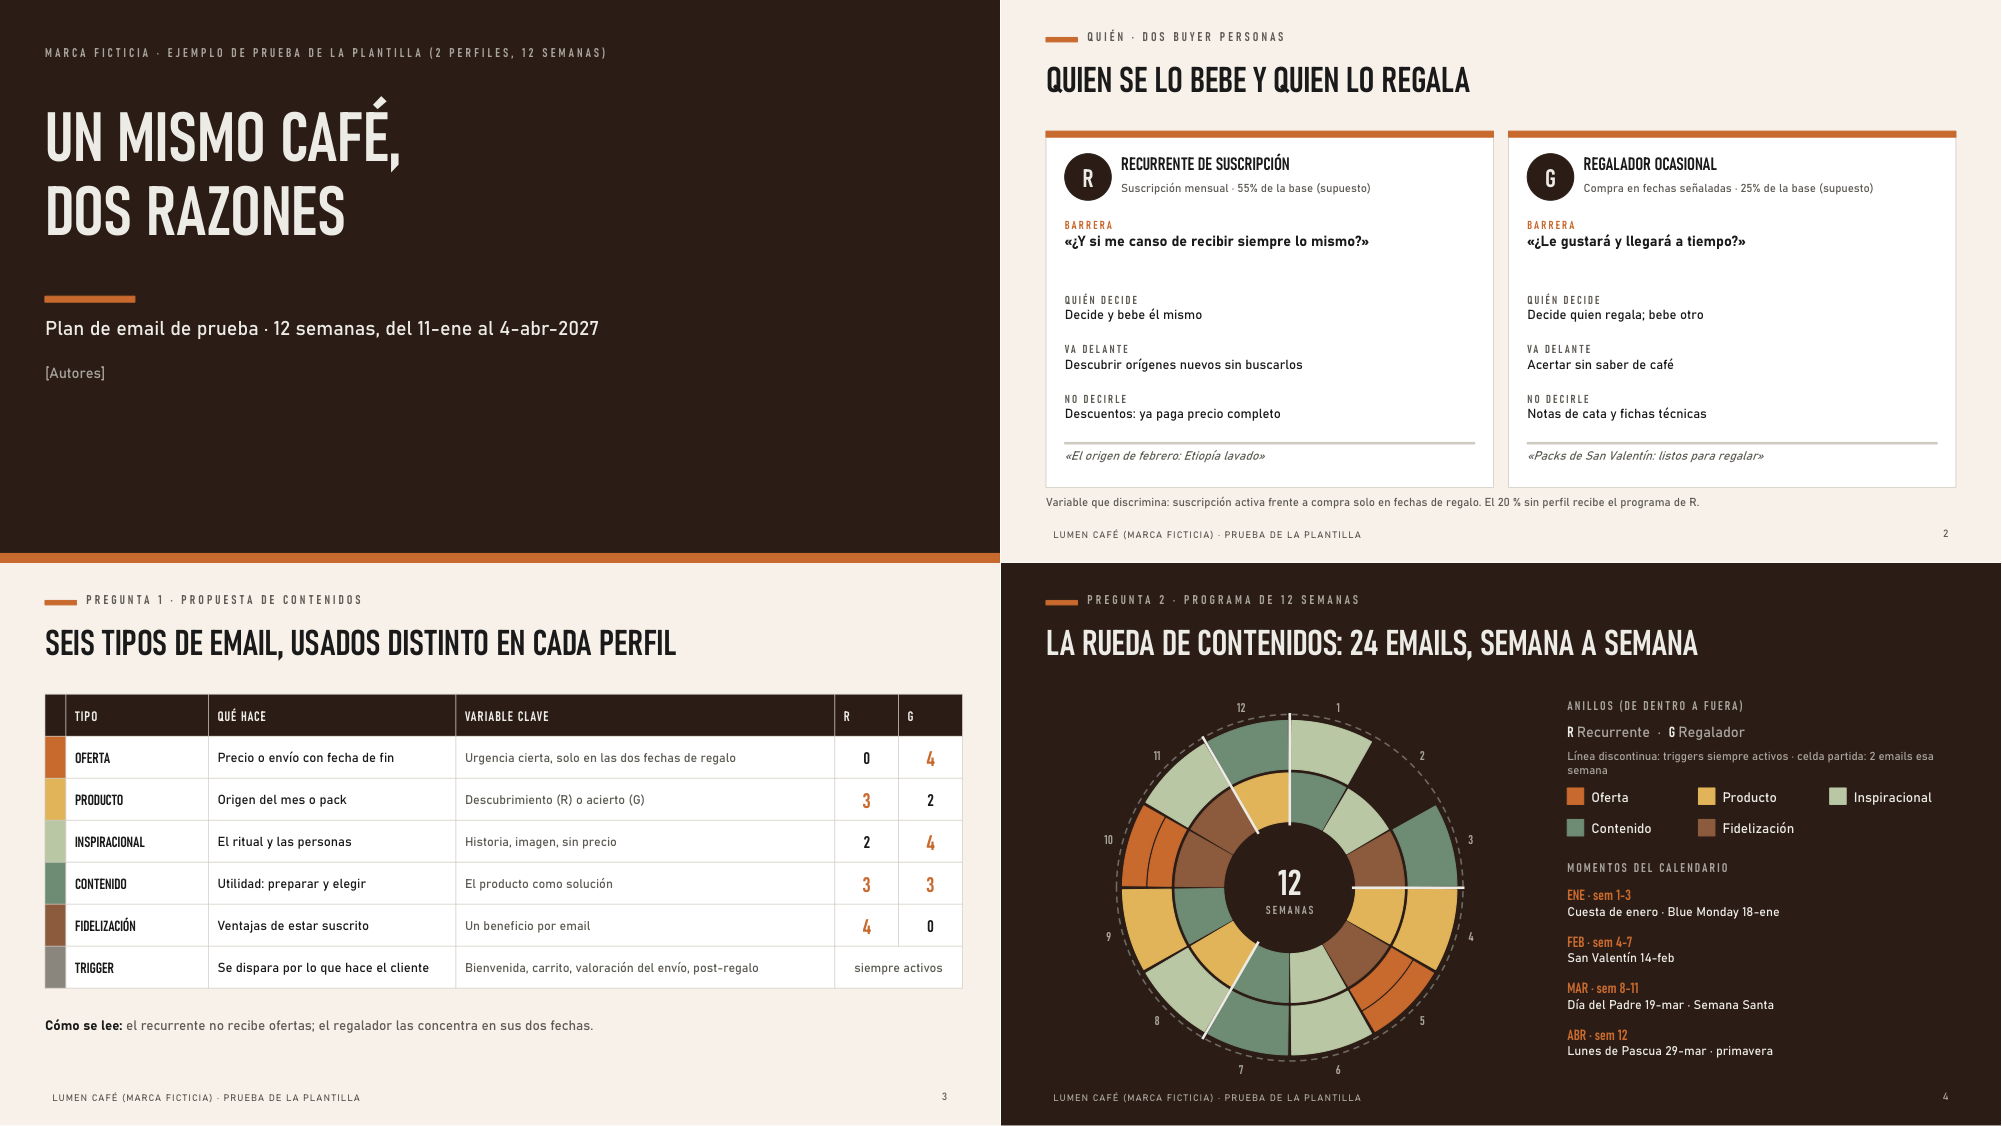 MARCA FICTICIA · EJEMPLO DE PRUEBA DE LA PLANTILLA (2 PERFILES, 12 SEMANAS)
UN MISMO CAFÉ,
DOS RAZONES
Plan de email de prueba · 12 semanas, del 11-ene al 4-abr-2027
[Autores]
QUIÉN · DOS BUYER PERSONAS
QUIEN SE LO BEBE Y QUIEN LO REGALA
R
RECURRENTE DE SUSCRIPCIÓN
Suscripción mensual · 55% de la base (supuesto)
BARRERA
«¿Y si me canso de recibir siempre lo mismo?»
QUIÉN DECIDE
Decide y bebe él mismo
VA DELANTE
Descubrir orígenes nuevos sin buscarlos
NO DECIRLE
Descuentos: ya paga precio completo
«El origen de febrero: Etiopía lavado»
G
REGALADOR OCASIONAL
Compra en fechas señaladas · 25% de la base (supuesto)
BARRERA
«¿Le gustará y llegará a tiempo?»
QUIÉN DECIDE
Decide quien regala; bebe otro
VA DELANTE
Acertar sin saber de café
NO DECIRLE
Notas de cata y fichas técnicas
«Packs de San Valentín: listos para regalar»
Variable que discrimina: suscripción activa frente a compra solo en fechas de regalo. El 20 % sin perfil recibe el programa de R.
LUMEN CAFÉ (MARCA FICTICIA) · PRUEBA DE LA PLANTILLA
2
PREGUNTA 1 · PROPUESTA DE CONTENIDOS
SEIS TIPOS DE EMAIL, USADOS DISTINTO EN CADA PERFIL
TIPO QUÉ HACE VARIABLE CLAVE R G
OFERTA Precio o envío con fecha de fin Urgencia cierta, solo en las dos fechas de regalo 0 4
PRODUCTO Origen del mes o pack Descubrimiento (R) o acierto (G) 3 2
INSPIRACIONAL El ritual y las personas Historia, imagen, sin precio 2 4
CONTENIDO Utilidad: preparar y elegir El producto como solución 3 3
FIDELIZACIÓN Ventajas de estar suscrito Un beneficio por email 4 0
TRIGGER Se dispara por lo que hace el cliente Bienvenida, carrito, valoración del envío, post-regalo siempre activos
Cómo se lee: el recurrente no recibe ofertas; el regalador las concentra en sus dos fechas.
LUMEN CAFÉ (MARCA FICTICIA) · PRUEBA DE LA PLANTILLA
3
PREGUNTA 2 · PROGRAMA DE 12 SEMANAS
LA RUEDA DE CONTENIDOS: 24 EMAILS, SEMANA A SEMANA
1
2
3
4
5
6
7
8
9
10
11
12
12
SEMANAS
ANILLOS (DE DENTRO A FUERA)
R Recurrente · G Regalador
Línea discontinua: triggers siempre activos · celda partida: 2 emails esa
semana
Oferta Producto Inspiracional
Contenido Fidelización
MOMENTOS DEL CALENDARIO
ENE · sem 1-3
Cuesta de enero · Blue Monday 18-ene
FEB · sem 4-7
San Valentín 14-feb
MAR · sem 8-11
Día del Padre 19-mar · Semana Santa
ABR · sem 12
Lunes de Pascua 29-mar · primavera
LUMEN CAFÉ (MARCA FICTICIA) · PRUEBA DE LA PLANTILLA
4